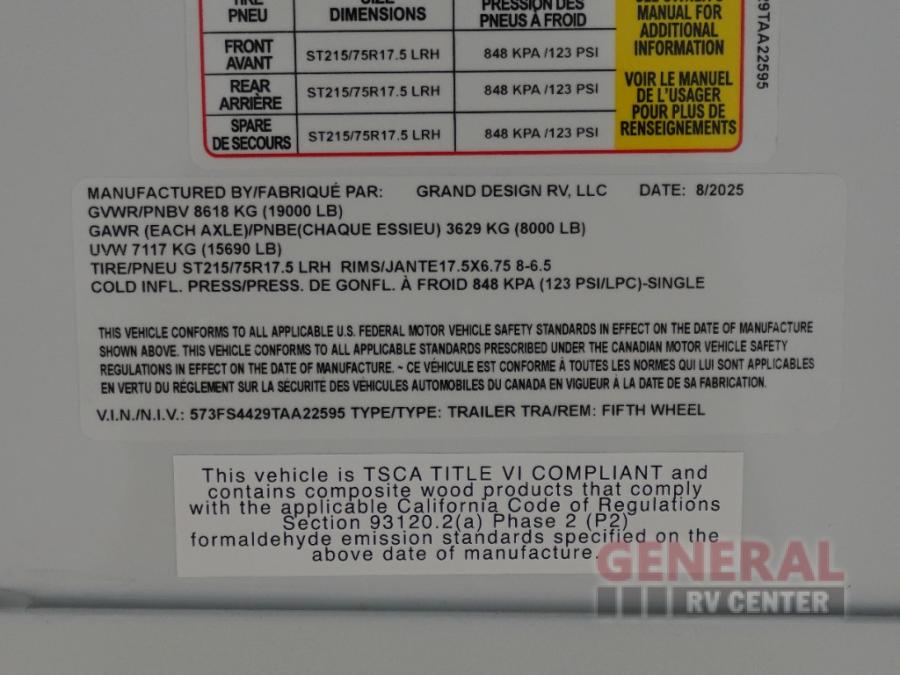 TIRE SIZE PRESSION DES
PNEU DIMENSIONS PNEUS À FROID
FRONT
AVANT ST215/75R17.5 LRH 848 KPA /123 PSI
REAR
ARRIÈRE ST215/75R17.5 LRH 848 KPA /123 PSI
SPARE
DE SECOURS ST215/75R17.5 LRH 848 KPA /123 PSI
SEE OWNER'S
MANUAL FOR
ADDITIONAL
INFORMATION
VOIR LE MANUEL
DE L'USAGER
POUR PLUS DE
RENSEIGNEMENTS
29TAA22595
MANUFACTURED BY/FABRIQUÉ PAR: GRAND DESIGN RV, LLC DATE: 8/2025
GVWR/PNBV 8618 KG (19000 LB)
GAWR (EACH AXLE)/PNBE(CHAQUE ESSIEU) 3629 KG (8000 LB)
UVW 7117 KG (15690 LB)
TIRE/PNEU ST215/75R17.5 LRH RIMS/JANTE17.5X6.75 8-6.5
COLD INFL. PRESS/PRESS. DE GONFL. À FROID 848 KPA (123 PSI/LPC)-SINGLE
THIS VEHICLE CONFORMS TO ALL APPLICABLE U.S. FEDERAL MOTOR VEHICLE SAFETY STANDARDS IN EFFECT ON THE DATE OF MANUFACTURE
SHOWN ABOVE. THIS VEHICLE CONFORMS TO ALL APPLICABLE STANDARDS PRESCRIBED UNDER THE CANADIAN MOTOR VEHICLE SAFETY
REGULATIONS IN EFFECT ON THE DATE OF MANUFACTURE. ~ CE VÉHICULE EST CONFORME À TOUTES LES NORMES QUI LUI SONT APPLICABLES
EN VERTU DU RÉGLEMENT SUR LA SÉCURITÉ DES VÉHICULES AUTOMOBILES DU CANADA EN VIGUEUR À LA DATE DE SA FABRICATION.
V.I.N./N.I.V.: 573FS4429TAA22595 TYPE/TYPE: TRAILER TRA/REM: FIFTH WHEEL
This vehicle is TSCA TITLE VI COMPLIANT and
contains composite wood products that comply
with the applicable California Code of Regulations
Section 93120.2(a) Phase 2 (P2)
formaldehyde emission standards specified on the
above date of manufacture.
GENERAL
RV CENTER